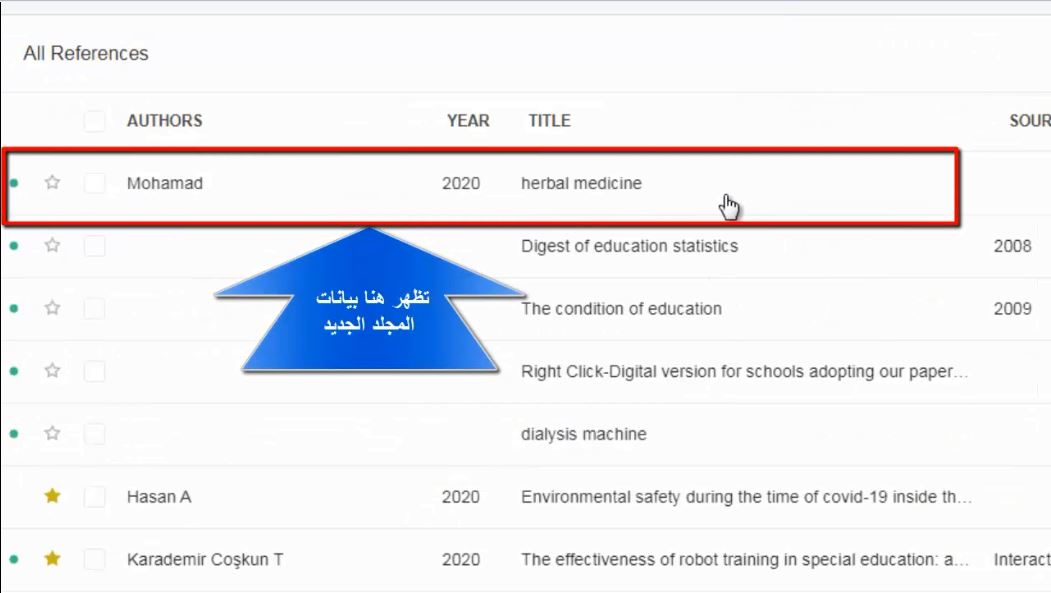 All References
AUTHORS YEAR TITLE SOUR
Mohamad 2020 herbal medicine
Digest of education statistics 2008
تظهر هنا بيانات
المجلد الجديد
The condition of education 2009
Right Click-Digital version for schools adopting our paper...
dialysis machine
Hasan A 2020 Environmental safety during the time of covid-19 inside th...
Karademir Coşkun T 2020 The effectiveness of robot training in special education: a... Interact